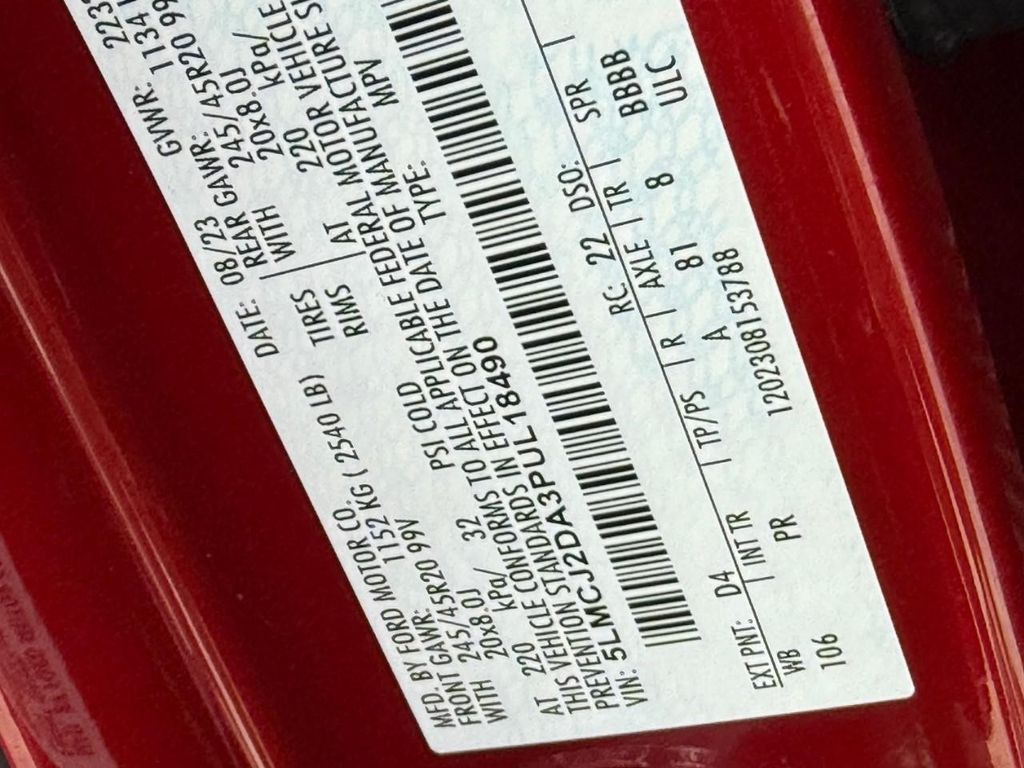 MFD. BY FORD MOTOR CO. DATE: 08/23 GVWR: 2239
FRONT GAWR: 1152 KG ( 2540 LB) REAR GAWR: 1134
WITH 245/45R20 99V TIRES WITH 245/45R20 99
20x8.0J RIMS 20x8.0J
AT 220 kPa/ 32 PSI COLD AT 220 kPa/
THIS VEHICLE CONFORMS TO ALL APPLICABLE FEDERAL MOTOR VEHICLE
PREVENTION STANDARDS IN EFFECT ON THE DATE OF MANUFACTURE
VIN: 5LMCJ2DA3PUL18490 TYPE: MPV
EXT PNT: D4 RC: 22 DSO:
WB INT TR TP/PS R AXLE TR SPR
106 PR A 81 8 BBBB
1202308153788 ULC